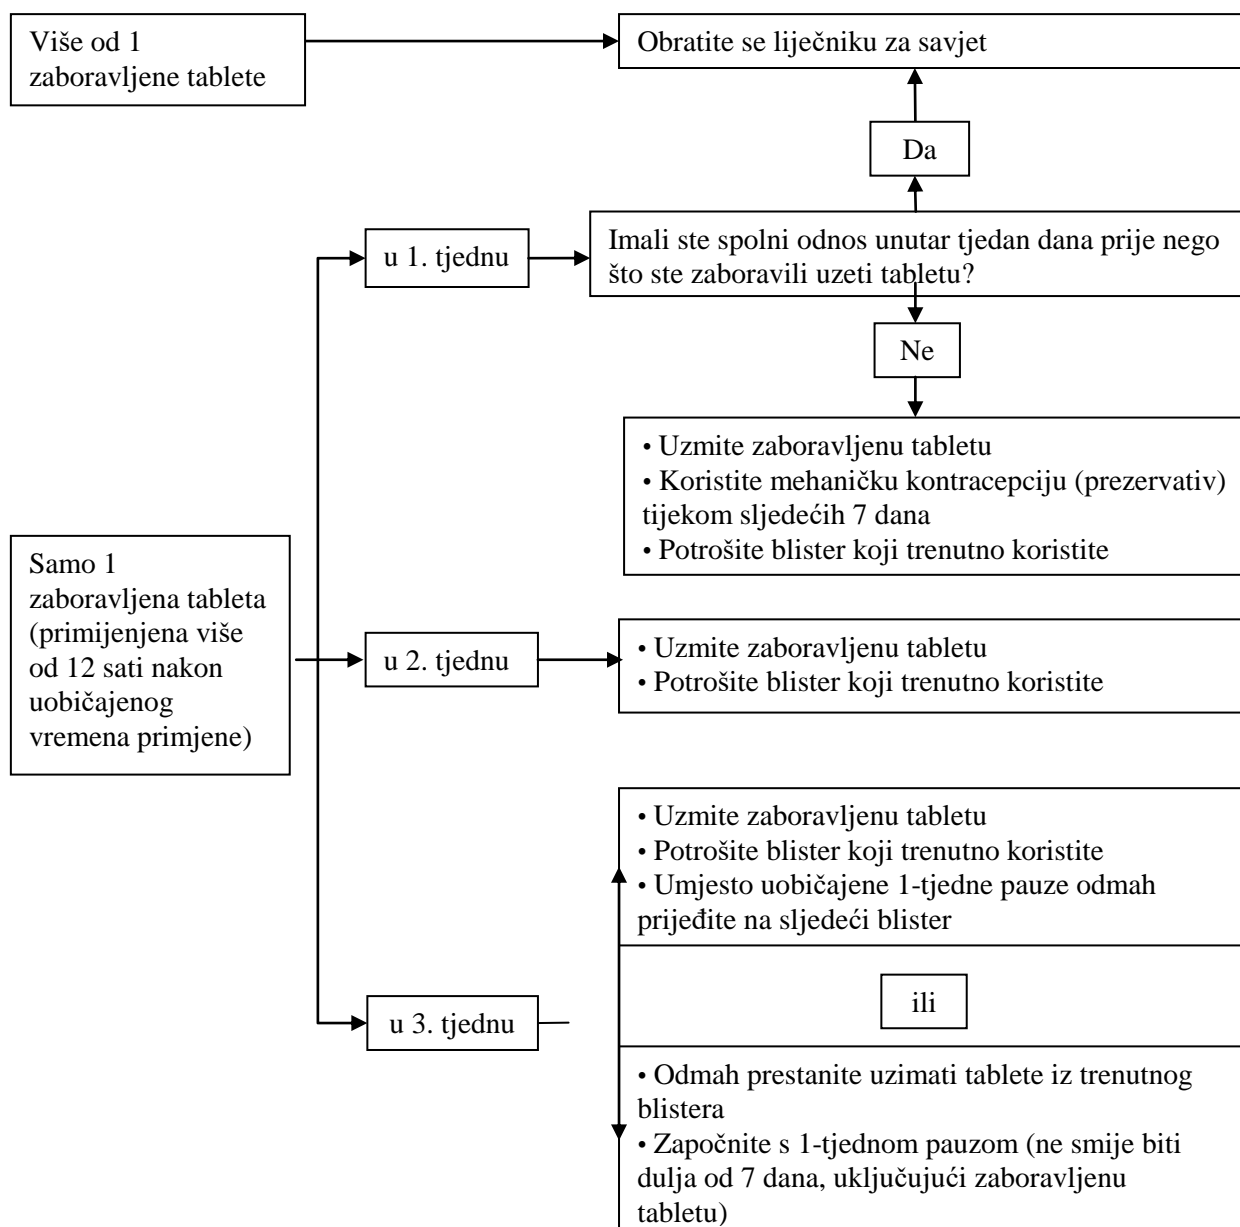 Više od 1
zaboravljene tablete
Obratite se liječniku za savjet
Da
u 1. tjednu
Imali ste spolni odnos unutar tjedan dana prije nego
što ste zaboravili uzeti tabletu?
Ne
• Uzmite zaboravljenu tabletu
• Koristite mehaničku kontracepciju (prezervativ)
tijekom sljedećih 7 dana
• Potrošite blister koji trenutno koristite
Samo 1
zaboravljena tableta
(primijenjena više
od 12 sati nakon
uobičajenog
vremena primjene)
u 2. tjednu
• Uzmite zaboravljenu tabletu
• Potrošite blister koji trenutno koristite
u 3. tjednu
• Uzmite zaboravljenu tabletu
• Potrošite blister koji trenutno koristite
• Umjesto uobičajene 1-tjedne pauze odmah
prijeđite na sljedeći blister
ili
• Odmah prestanite uzimati tablete iz trenutnog
blistera
• Započnite s 1-tjednom pauzom (ne smije biti
dulja od 7 dana, uključujući zaboravljenu
tabletu)